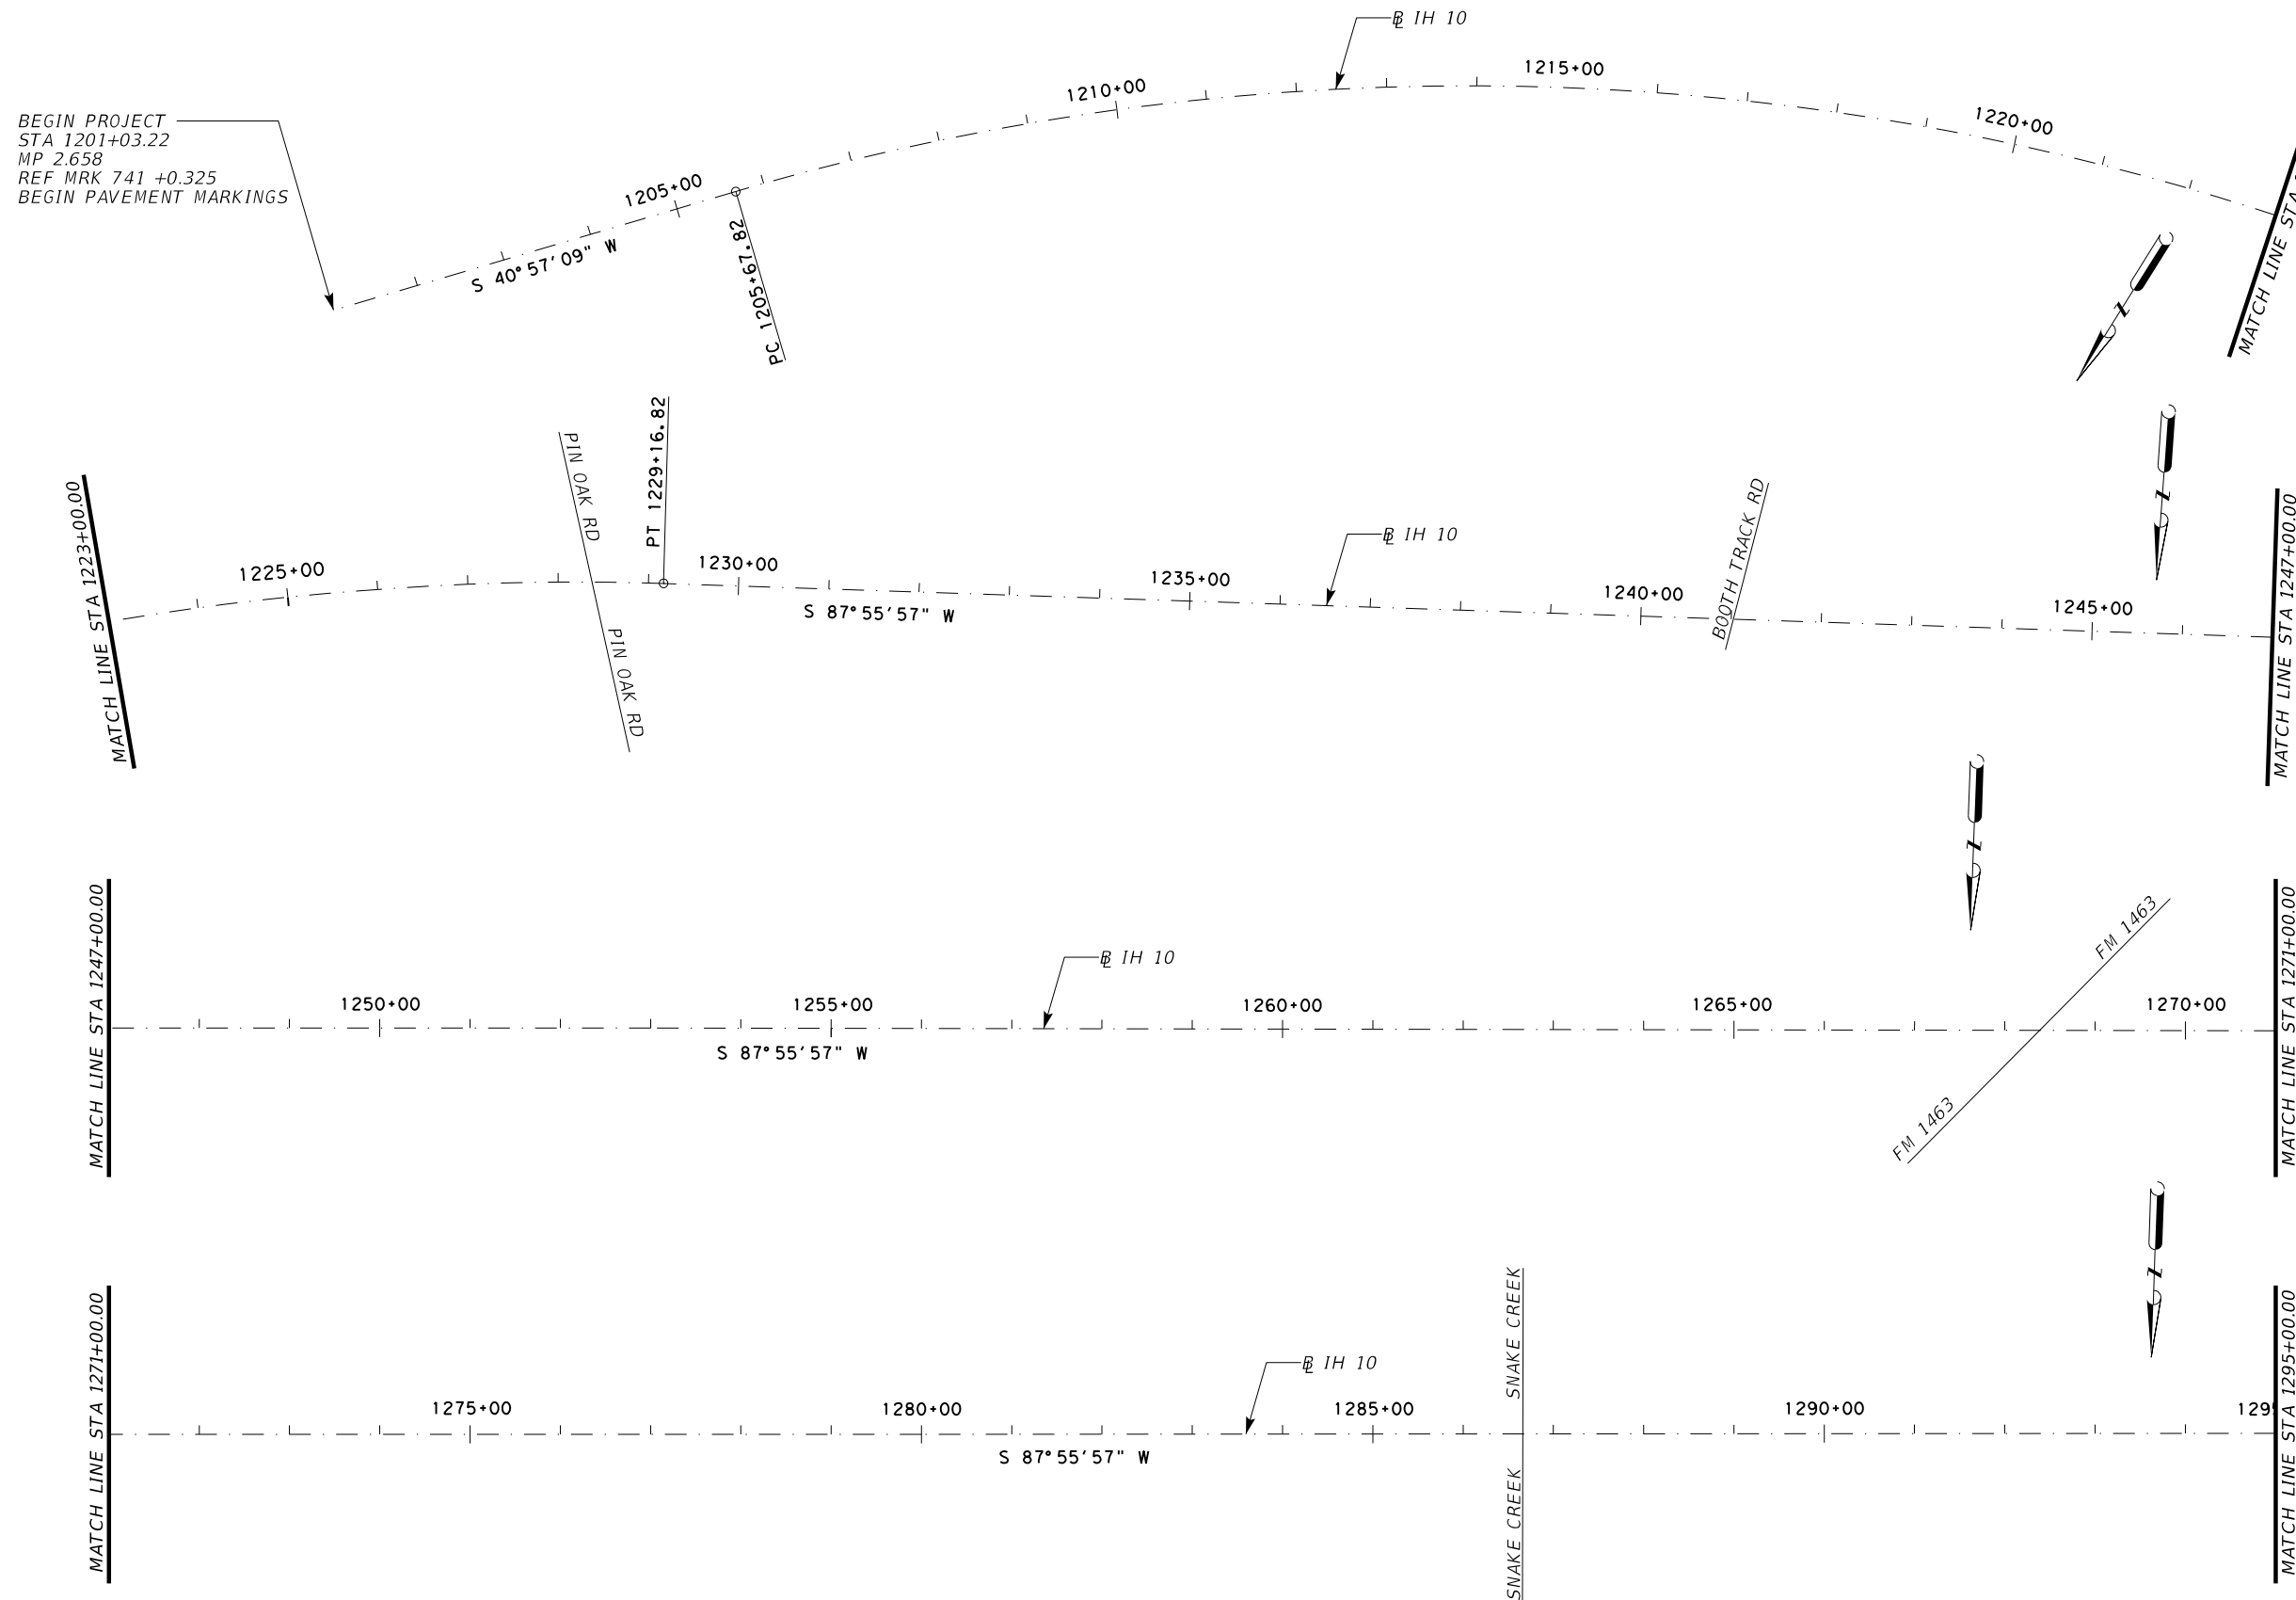 BEGIN PROJECT
STA 1201+03.22
MP 2.658
REF MRK 741 +0.325
BEGIN PAVEMENT MARKINGS
1205+00
S 40°57'09" W
PC 1205+67.82
1210+00
℄ IH 10
1215+00
1220+00
MATCH LINE STA
N
MATCH LINE STA 1223+00.00
1225+00
PIN OAK RD
PIN OAK RD
PT 1229+16.82
1230+00
S 87°55'57" W
1235+00
BL IH 10
1240+00
BOOTH TRACK RD
1245+00
N
MATCH LINE STA 1247+00.00
MATCH LINE STA 1247+00.00
1250+00
S 87°55'57" W
1255+00
BL IH 10
1260+00
1265+00
N
FM 1463
FM 1463
1270+00
MATCH LINE STA 1271+00.00
MATCH LINE STA 1271+00.00
1275+00
1280+00
S 87°55'57" W
BL IH 10
1285+00
SNAKE CREEK
SNAKE CREEK
1290+00
N
129
MATCH LINE STA 1295+00.00